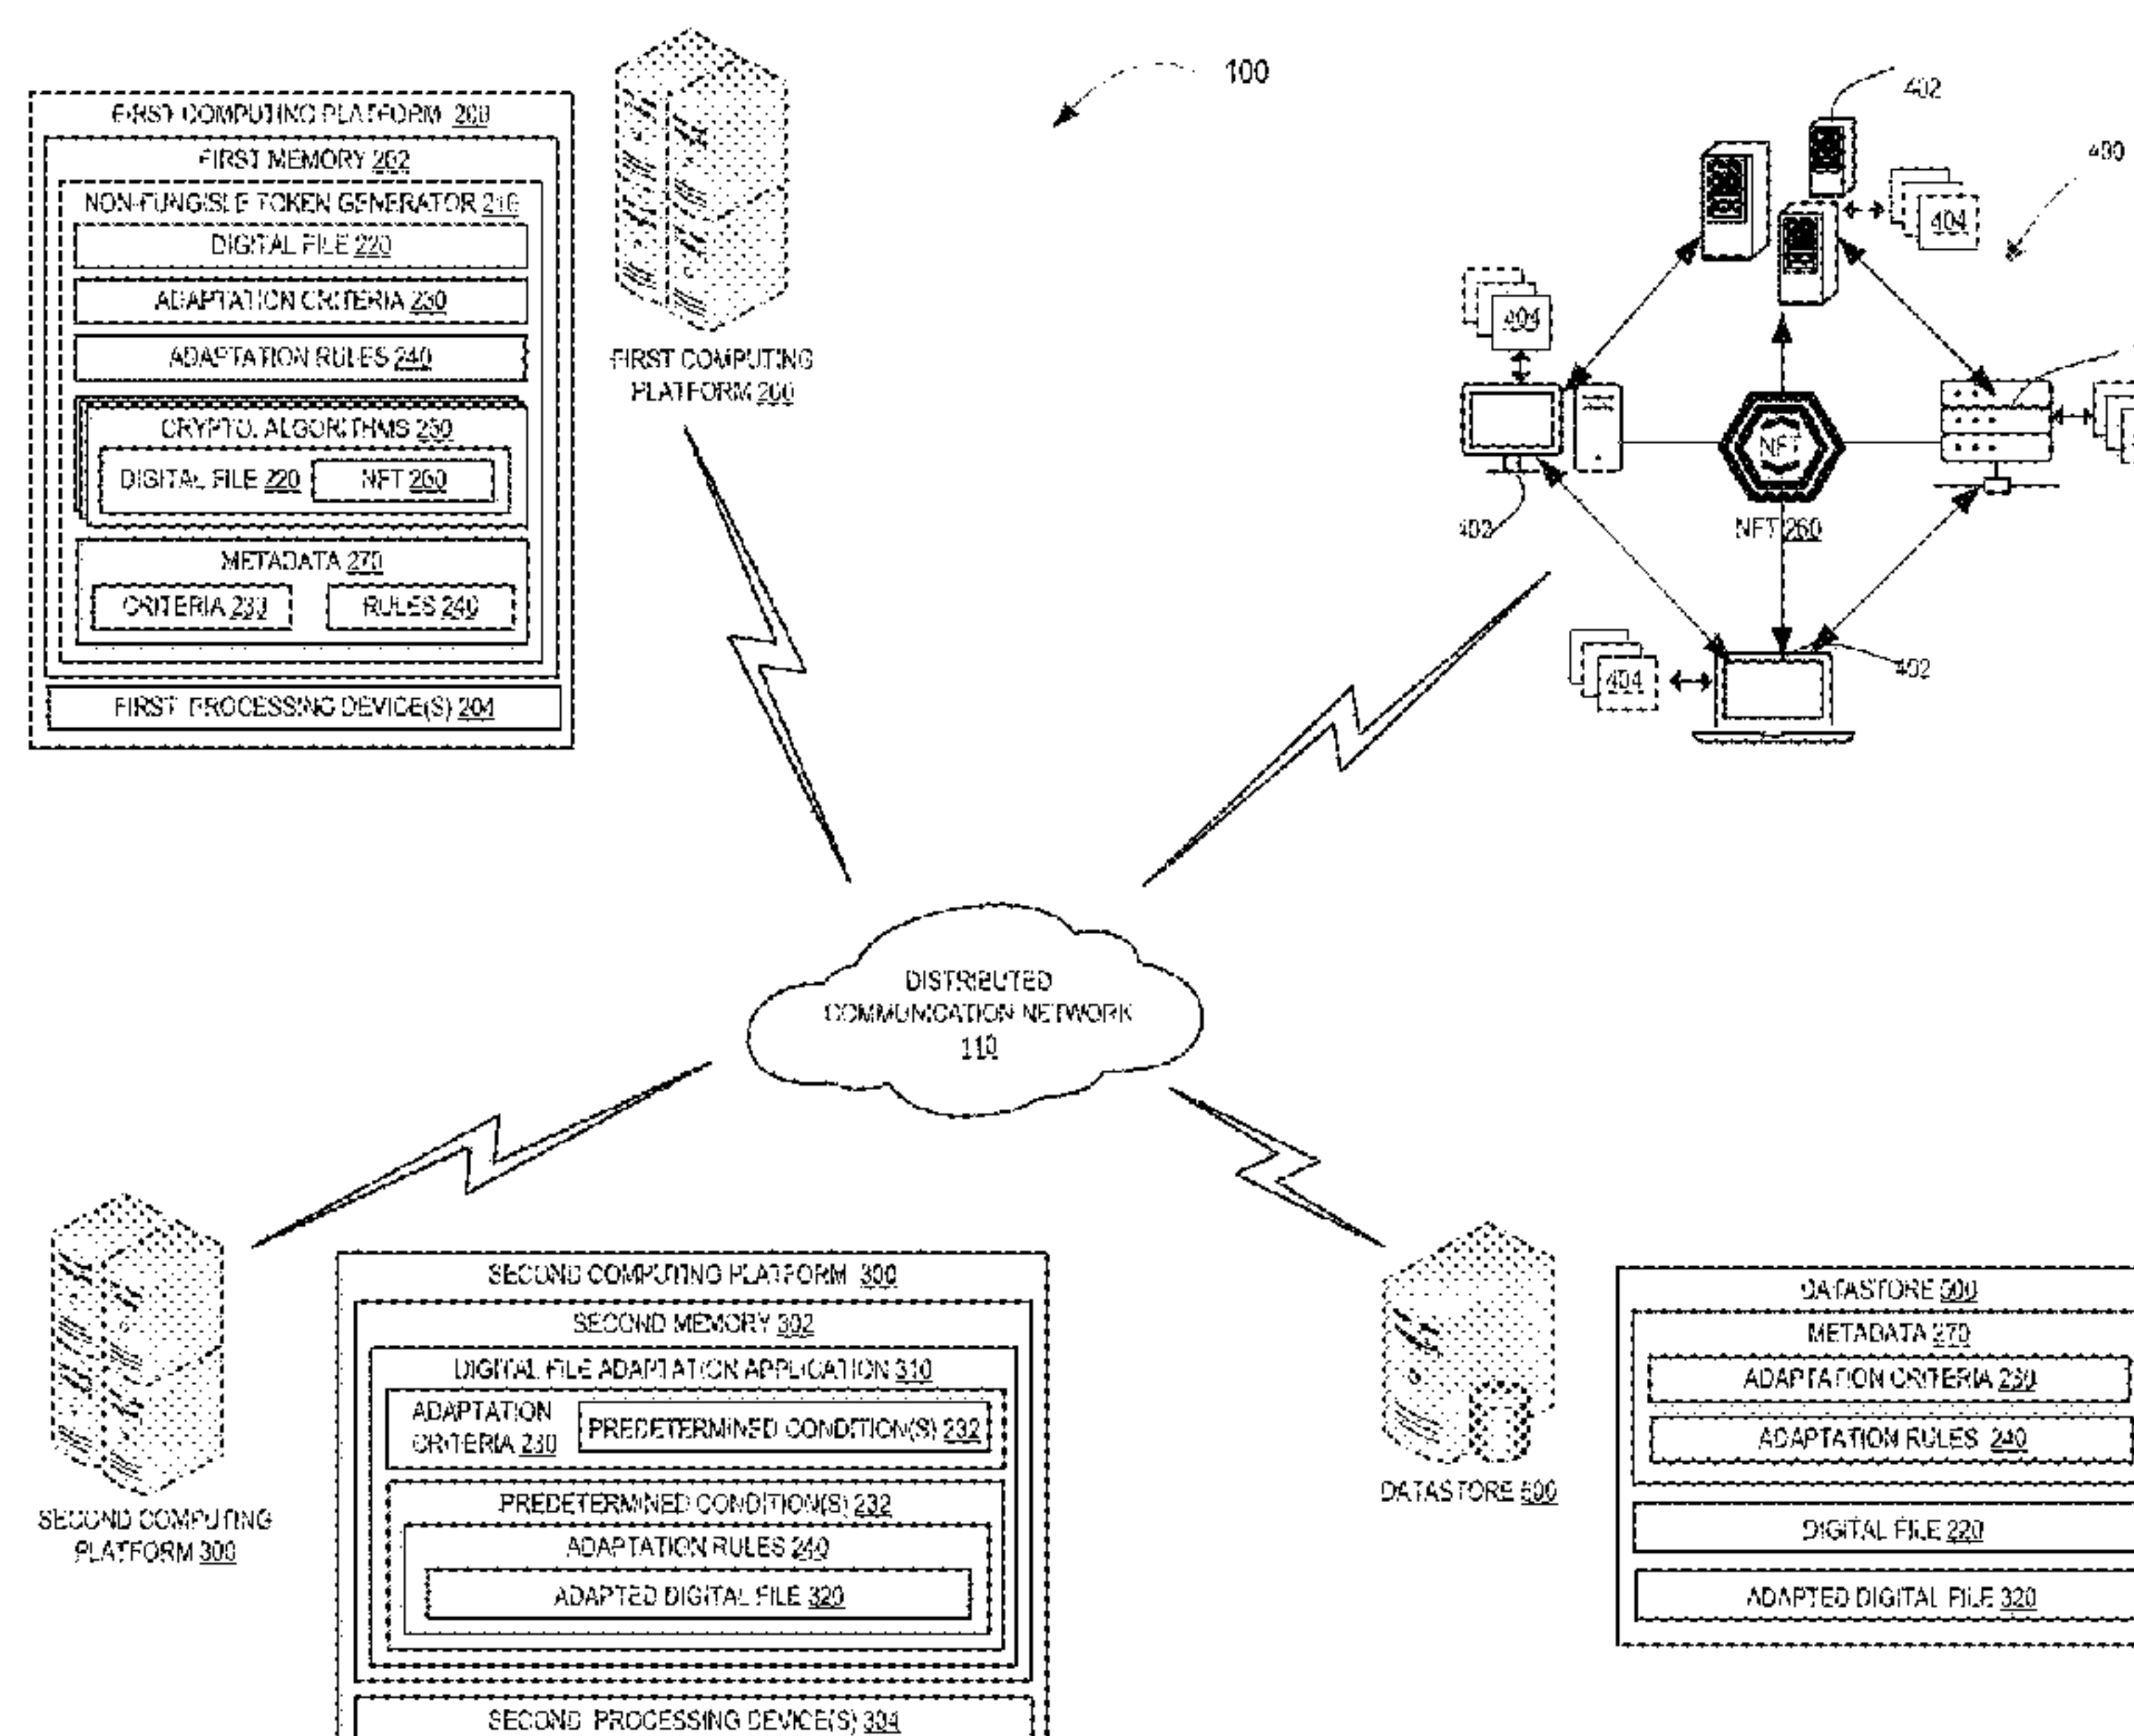 100
FIRST COMPUTING PLATFORM 200
FIRST MEMORY 202
NON-FUNGIBLE TOKEN GENERATOR 210
DIGITAL FILE 220
ADAPTATION CRITERIA 230
ADAPTATION RULES 240
CRYPTO. ALGORITHMS 250
DIGITAL FILE 220 NFT 260
METADATA 270
CRITERIA 230 RULES 240
FIRST PROCESSING DEVICE(S) 204
FIRST COMPUTING
PLATFORM 200
402
400
404
404
NFT
402
NFT 260
404
402
DISTRIBUTED
COMMUNICATION NETWORK
110
SECOND COMPUTING
PLATFORM 300
SECOND COMPUTING PLATFORM 300
SECOND MEMORY 302
DIGITAL FILE ADAPTATION APPLICATION 310
ADAPTATION
CRITERIA 230
PREDETERMINED CONDITION(S) 232
PREDETERMINED CONDITION(S) 232
ADAPTATION RULES 240
ADAPTED DIGITAL FILE 320
SECOND PROCESSING DEVICE(S) 304
DATASTORE 500
DATASTORE 500
METADATA 270
ADAPTATION CRITERIA 230
ADAPTATION RULES 240
DIGITAL FILE 220
ADAPTED DIGITAL FILE 320